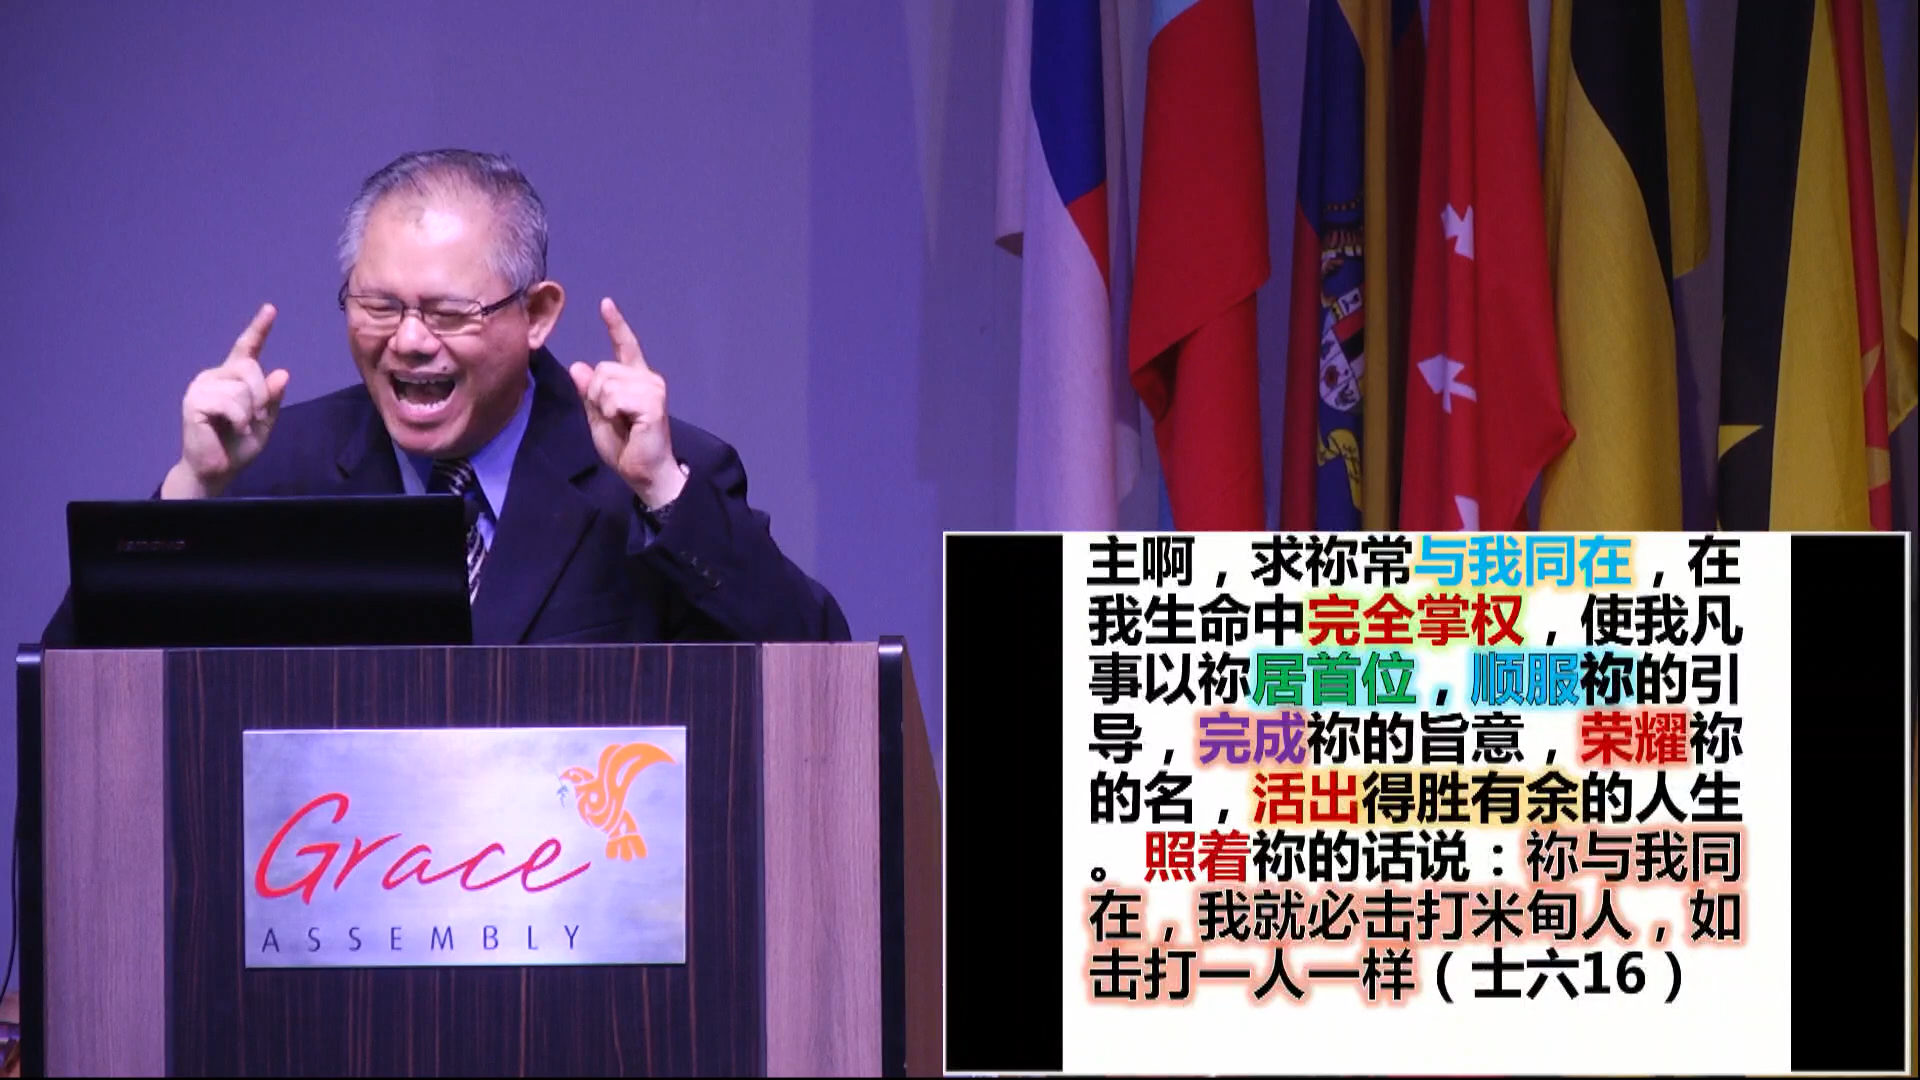 lenovo
Grace
ASSEMBLY
主啊，求祢常与我同在，在
我生命中完全掌权，使我凡
事以祢居首位，顺服祢的引
导，完成祢的旨意，荣耀祢
的名，活出得胜有余的人生
。照着祢的话说：祢与我同
在，我就必击打米甸人，如
击打一人一样（士六16）